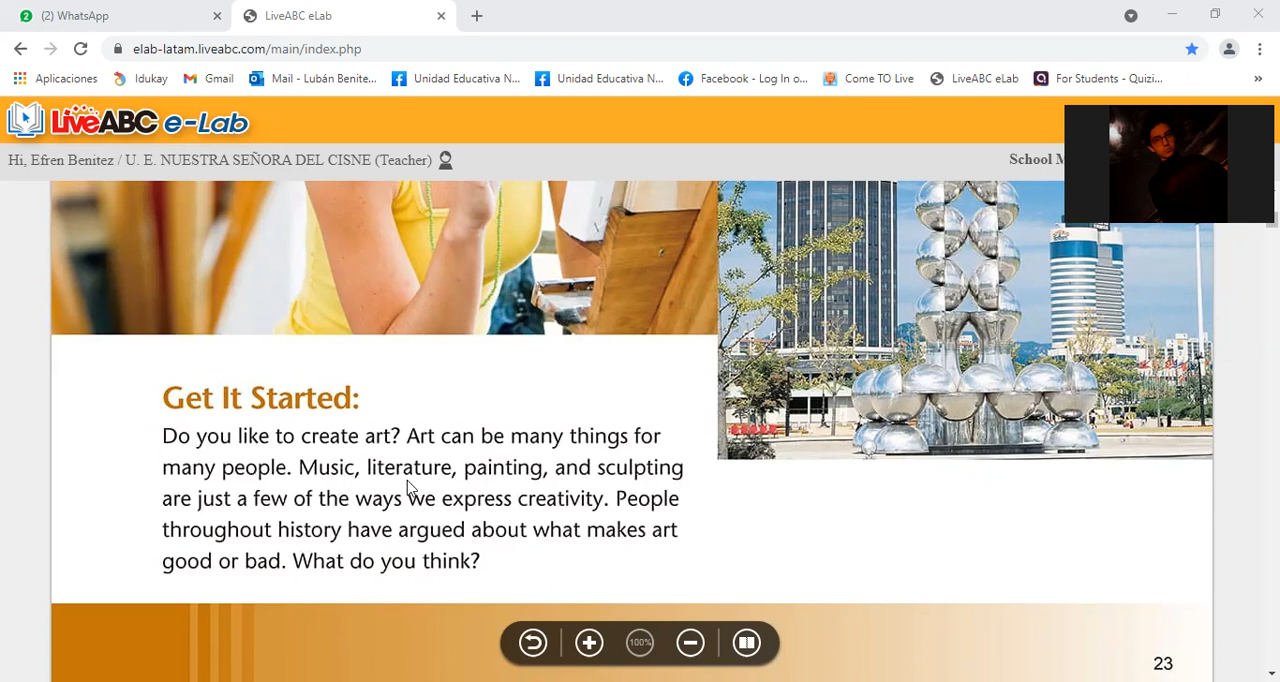 (2) WhatsApp
LiveABC eLab
elab-latam.liveabc.com/main/index.php
Aplicaciones
Idukay
Gmail
Mail - Lubán Benite...
Unidad Educativa N...
Unidad Educativa N...
Facebook - Log In o...
Come TO Live
LiveABC eLab
For Students - Quizi...
LiveABC e-Lab
Hi, Efren Benitez / U. E. NUESTRA SEÑORA DEL CISNE (Teacher)
School M
Get It Started:
Do you like to create art? Art can be many things for
many people. Music, literature, painting, and sculpting
are just a few of the ways we express creativity. People
throughout history have argued about what makes art
good or bad. What do you think?
100%
23